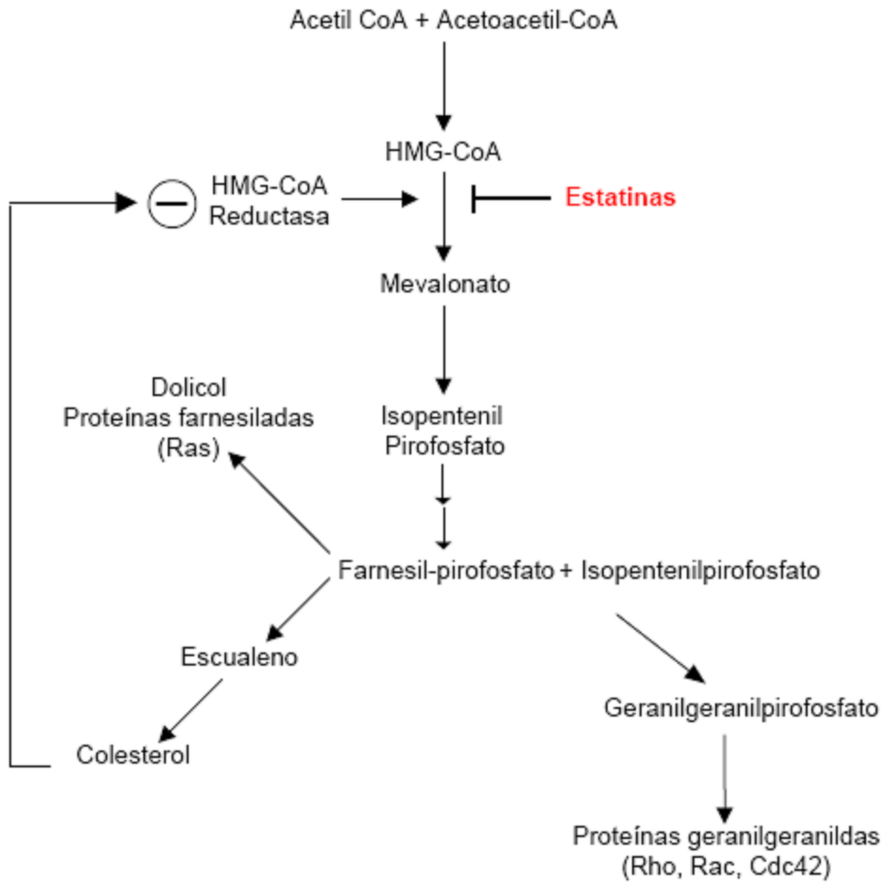 Acetil CoA + Acetoacetil-CoA
HMG-CoA
HMG-CoA
Reductasa
Estatinas
Mevalonato
Dolicol
Proteínas farnesiladas
(Ras)
Isopentenil
Pirofosfato
Farnesil-pirofosfato + Isopentenilpirofosfato
Escualeno
Geranilgeranilpirofosfato
Colesterol
Proteínas geranilgeranildas
(Rho, Rac, Cdc42)